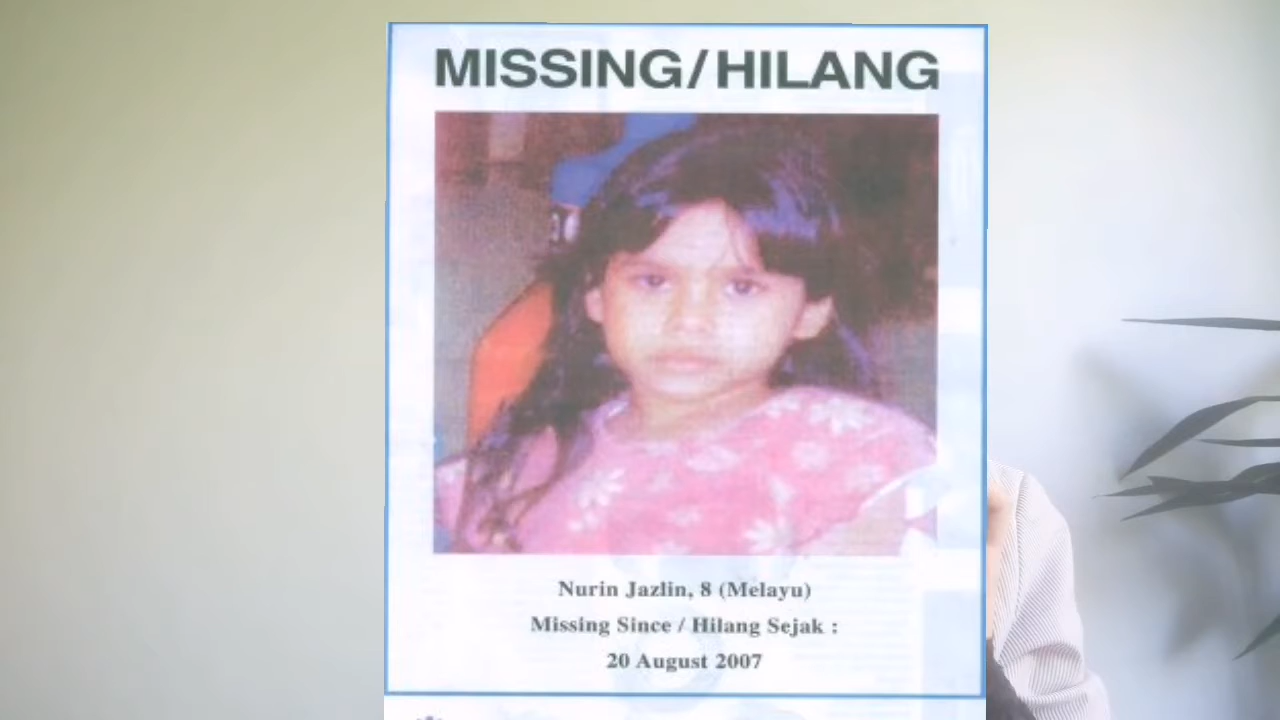 MISSING/HILANG
Nurin Jazlin, 8 (Melayu)
Missing Since / Hilang Sejak :
20 August 2007